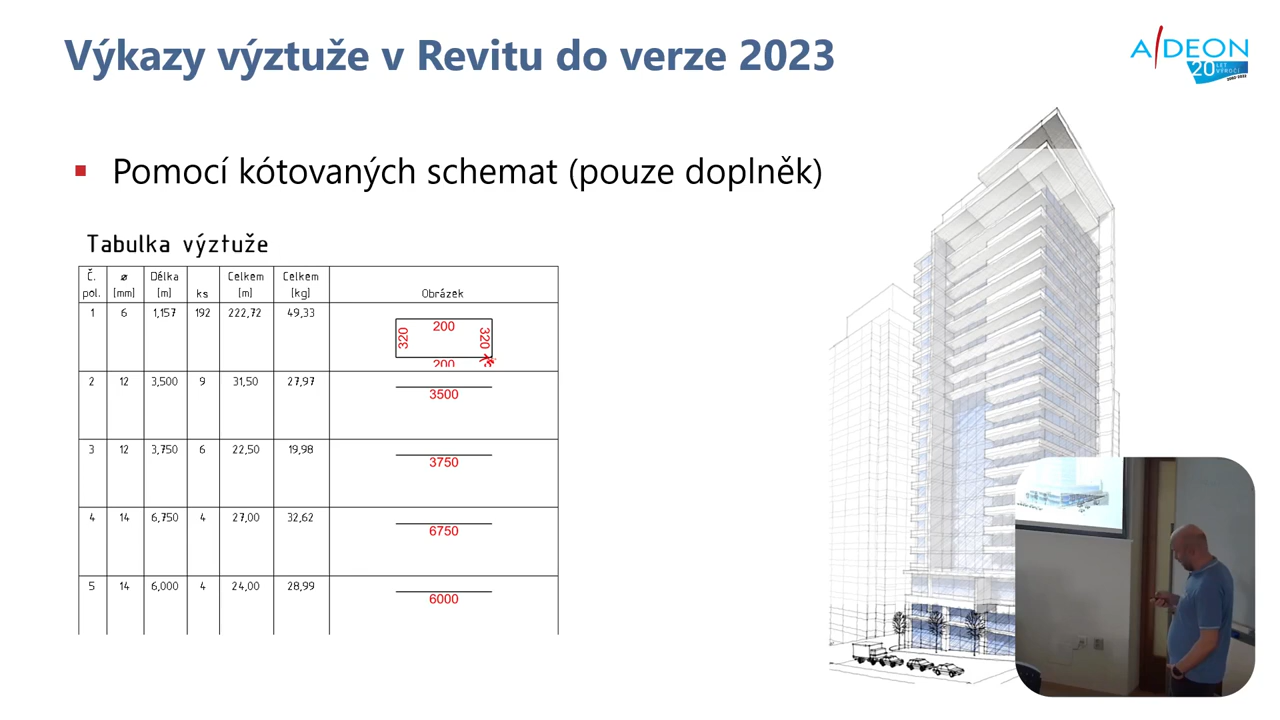 Výkazy výztuže v Revitu do verze 2023
A/DEON
20 LET
VÝROČÍ
Pomocí kótovaných schemat (pouze doplněk)
Tabulka výztuže
Č. pol. ø [mm] Délka [m] ks Celkem [m] Celkem [kg] Obrázek
1 6 1,157 192 222,72 49,33 320 200 320 200
2 12 3,500 9 31,50 27,97 3500
3 12 3,750 6 22,50 19,98 3750
4 14 6,750 4 27,00 32,62 6750
5 14 6,000 4 24,00 28,99 6000